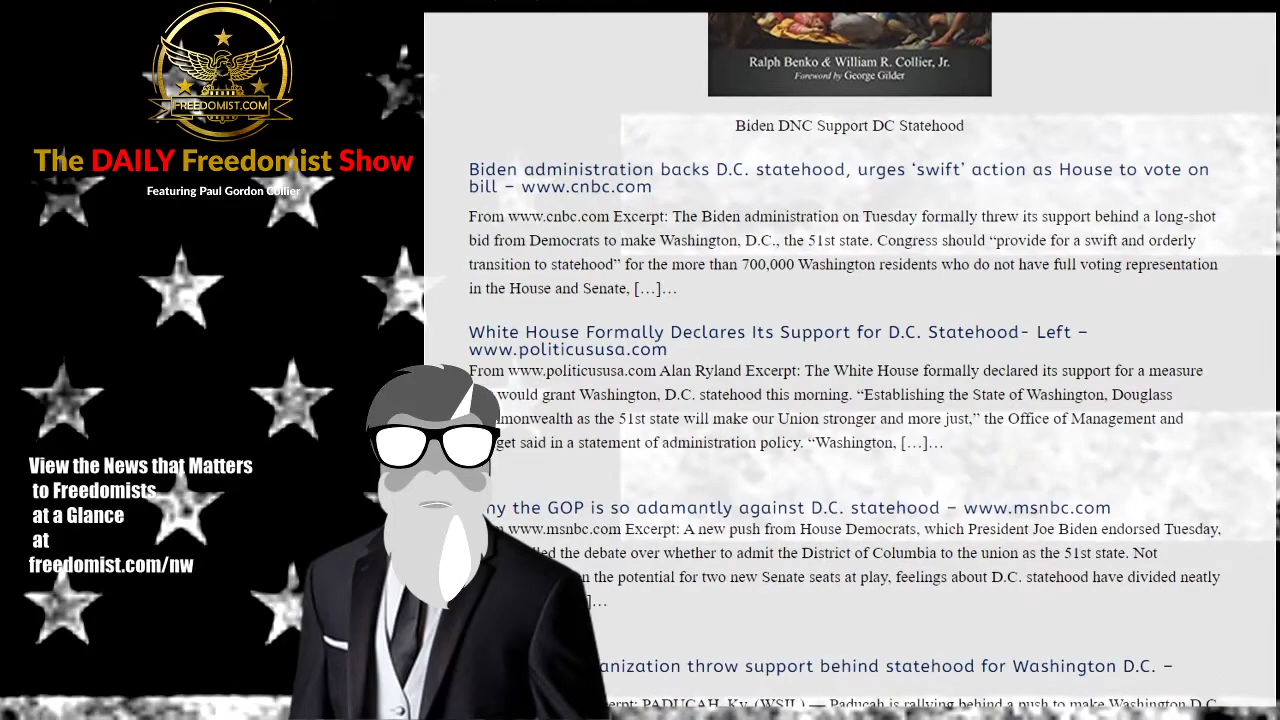 FREEDOMIST.COM
The DAILY Freedomist Show
Featuring Paul Gordon Collier
View the News that Matters
to Freedomists
at a Glance
at
freedomist.com/nw
Ralph Benko & William R. Collier, Jr.
Foreword by George Gilder
Biden DNC Support DC Statehood
Biden administration backs D.C. statehood, urges ‘swift’ action as House to vote on
bill – www.cnbc.com
From www.cnbc.com Excerpt: The Biden administration on Tuesday formally threw its support behind a long-shot
bid from Democrats to make Washington, D.C., the 51st state. Congress should “provide for a swift and orderly
transition to statehood” for the more than 700,000 Washington residents who do not have full voting representation
in the House and Senate, […]…
White House Formally Declares Its Support for D.C. Statehood- Left –
www.politicususa.com
From www.politicususa.com Alan Ryland Excerpt: The White House formally declared its support for a measure
would grant Washington, D.C. statehood this morning. “Establishing the State of Washington, Douglass
as the 51st state will make our Union stronger and more just,” the Office of Management and
said in a statement of administration policy. “Washington, […]…
the GOP is so adamantly against D.C. statehood – www.msnbc.com
www.msnbc.com Excerpt: A new push from House Democrats, which President Joe Biden endorsed Tuesday,
the debate over whether to admit the District of Columbia to the union as the 51st state. Not
the potential for two new Senate seats at play, feelings about D.C. statehood have divided neatly
]…
throw support behind statehood for Washington D.C. –
PADUCAH, Ky. (WSIL) — Paducah is rallying behind a push to make Washington D.C.